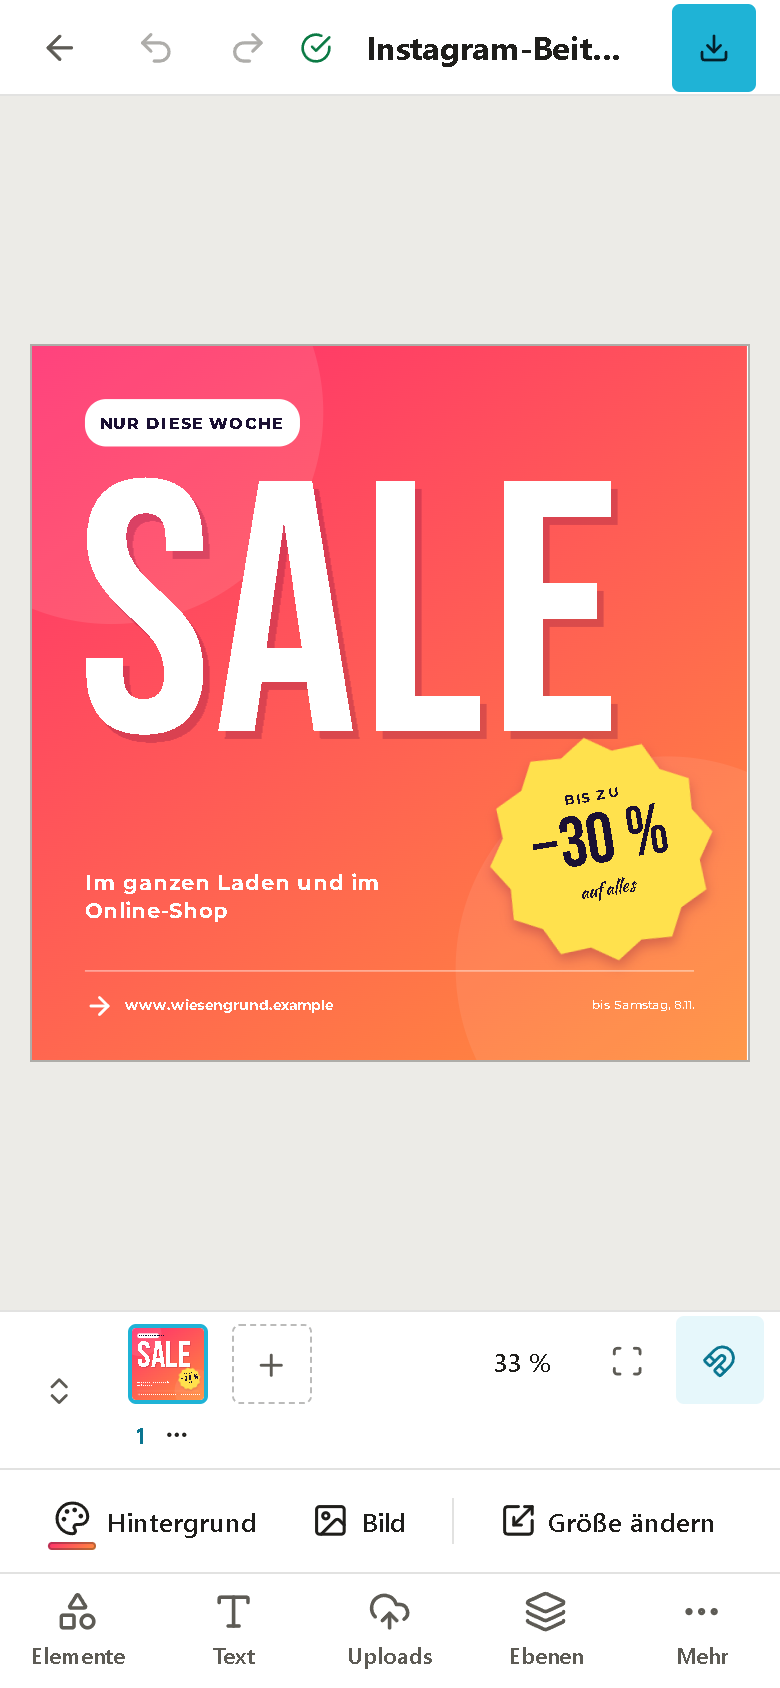 Instagram-Beit...
NUR DIESE WOCHE
SALE
BIS ZU
−30 %
auf alles
Im ganzen Laden und im
Online-Shop
www.wiesengrund.example
bis Samstag, 8.11.
SALE
33 %
1
Hintergrund
Bild
Größe ändern
Elemente
Text
Uploads
Ebenen
Mehr